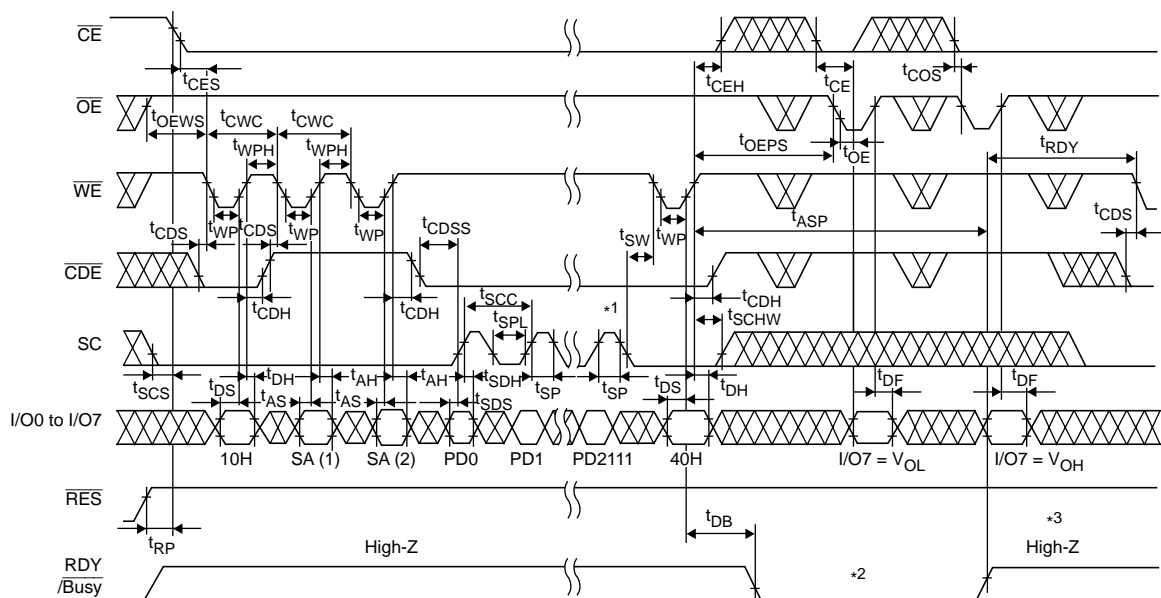 CE
tCES
tCEH
tCE
tCOS
OE
tOEWS
tCWC
tCWC
tWPH
tWPH
tOEPS
tOE
tRDY
WE
tCDS
tWP
tCDS
tWP
tWP
tCDSS
tSW
tWP
tASP
tCDS
CDE
tCDH
tCDH
tSCC
tSPL
*1
tCDH
tSCHW
SC
tSCS
tDS
tDH
tAS
tAH
tAS
tAH
tSDH
tSDS
tSP
tSP
tDS
tDH
tDF
tDF
I/O0 to I/O7
10H
SA (1)
SA (2)
PD0
PD1
PD2111
40H
I/O7 = VOL
I/O7 = VOH
RES
tRP
tDB
*3
High-Z
High-Z
RDY
/Busy
*2